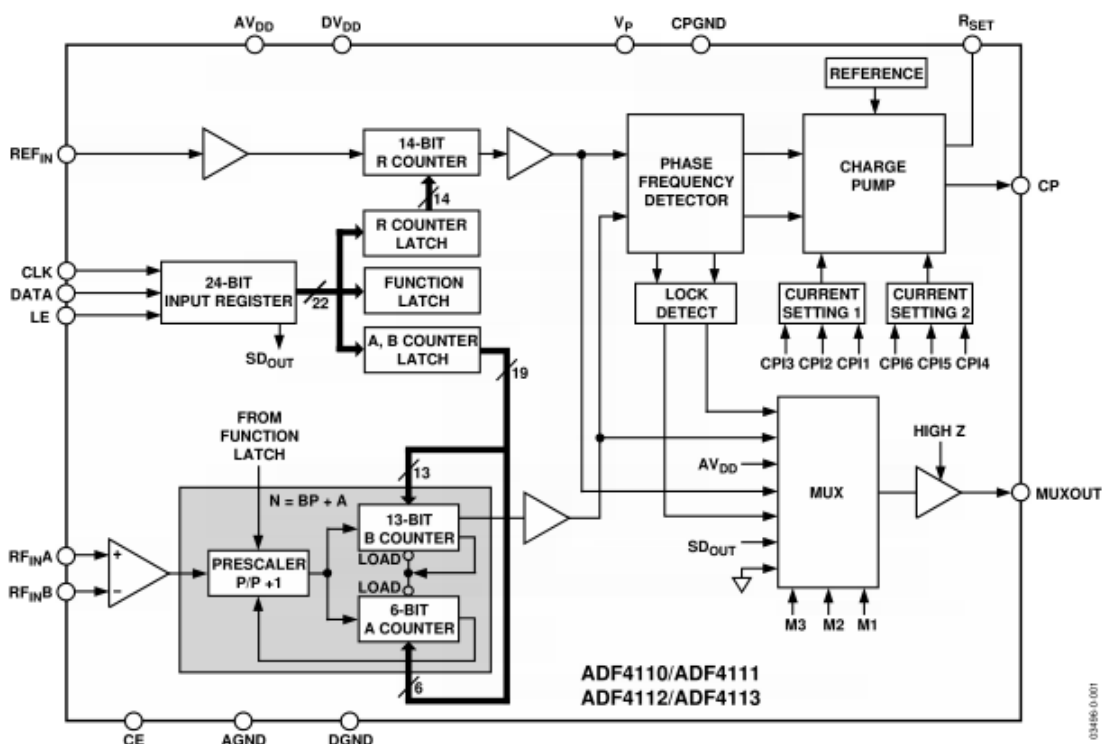 AVDD
DVDD
VP
CPGND
RSET
REFERENCE
REFIN
14-BIT
R COUNTER
PHASE
FREQUENCY
DETECTOR
CHARGE
PUMP
CP
14
R COUNTER
LATCH
CLK
DATA
LE
24-BIT
INPUT REGISTER
22
FUNCTION
LATCH
LOCK
DETECT
CURRENT
SETTING 1
CURRENT
SETTING 2
SDOUT
A, B COUNTER
LATCH
19
CPI3 CPI2 CPI1
CPI6 CPI5 CPI4
FROM
FUNCTION
LATCH
HIGH Z
13
AVDD
MUX
MUXOUT
N = BP + A
13-BIT
B COUNTER
RFINA
RFINB
+
–
PRESCALER
P/P +1
LOAD
LOAD
SDOUT
6-BIT
A COUNTER
M3 M2 M1
6
ADF4110/ADF4111
ADF4112/ADF4113
CE
AGND
DGND
03496-0-001